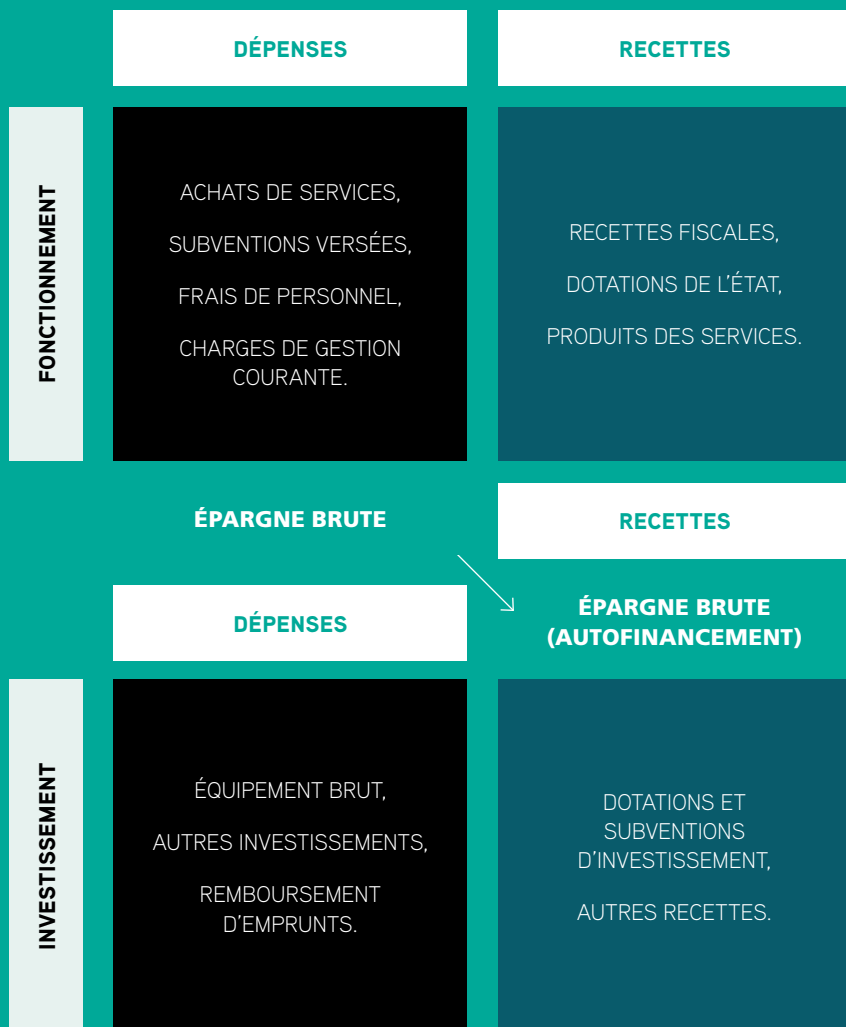 DÉPENSES
RECETTES
FONCTIONNEMENT
ACHATS DE SERVICES,
SUBVENTIONS VERSÉES,
FRAIS DE PERSONNEL,
CHARGES DE GESTION
COURANTE.
RECETTES FISCALES,
DOTATIONS DE L'ÉTAT,
PRODUITS DES SERVICES.
ÉPARGNE BRUTE
RECETTES
DÉPENSES
ÉPARGNE BRUTE
(AUTOFINANCEMENT)
INVESTISSEMENT
ÉQUIPEMENT BRUT,
AUTRES INVESTISSEMENTS,
REMBOURSEMENT
D'EMPRUNTS.
DOTATIONS ET
SUBVENTIONS
D'INVESTISSEMENT,
AUTRES RECETTES.